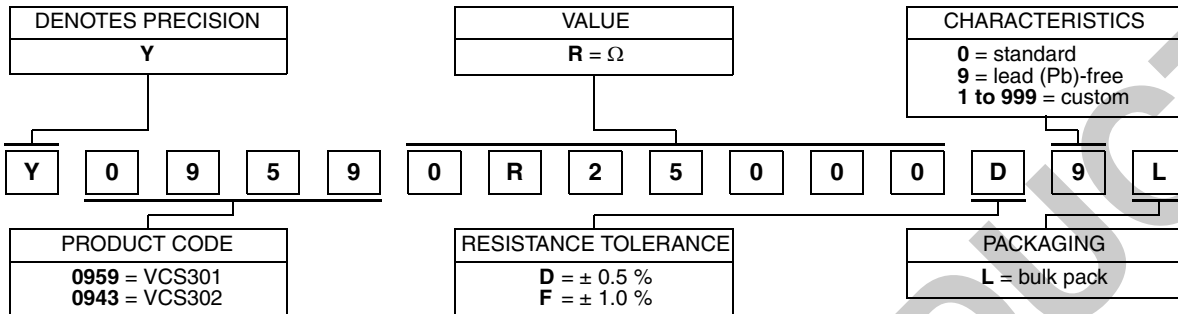 DENOTES PRECISION
Y
VALUE
R = Ω
CHARACTERISTICS
0 = standard
9 = lead (Pb)-free
1 to 999 = custom
Y 0 9 5 9 0 R 2 5 0 0 0 D 9 L
PRODUCT CODE
0959 = VCS301
0943 = VCS302
RESISTANCE TOLERANCE
D = ± 0.5 %
F = ± 1.0 %
PACKAGING
L = bulk pack